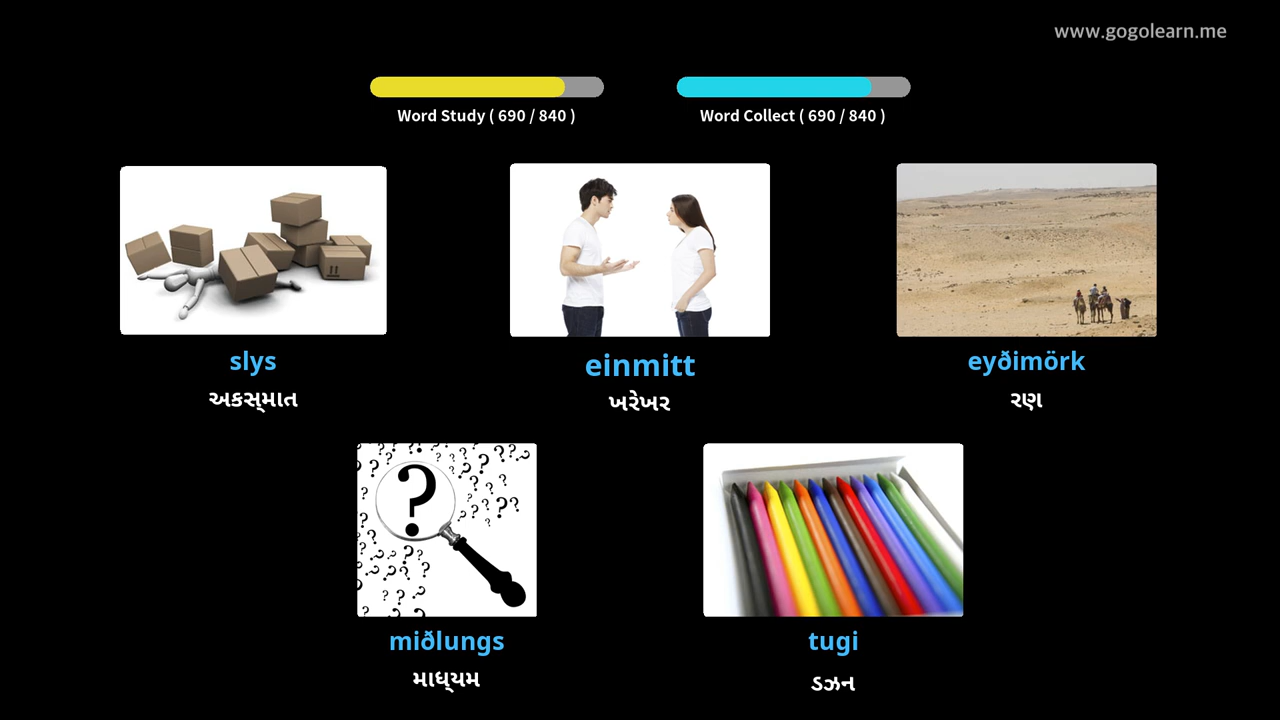 www.gogolearn.me
Word Study ( 690 / 840 )
Word Collect ( 690 / 840 )
slys
અકસ્માત
einmitt
ખરેખર
eyðimörk
રણ
miðlungs
માધ્યમ
tugi
ડઝન